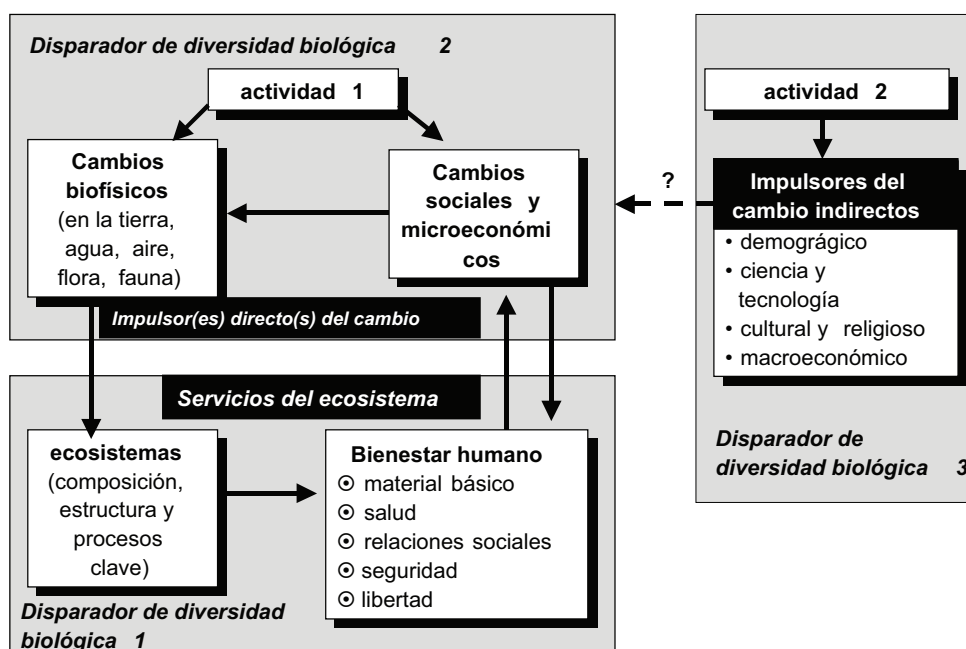 Disparador de diversidad biológica 2
actividad 1
Cambios
biofísicos
(en la tierra,
agua, aire,
flora, fauna)
Cambios
sociales y
microeconómi
cos
Impulsor(es) directo(s) del cambio
?
actividad 2
Impulsores del
cambio indirectos
• demográgico
• ciencia y
tecnología
• cultural y religioso
• macroeconómico
Disparador de
diversidad biológica 3
Servicios del ecosistema
ecosistemas
(composición,
estructura y
procesos
clave)
Bienestar humano
⊙ material básico
⊙ salud
⊙ relaciones sociales
⊙ seguridad
⊙ libertad
Disparador de diversidad
biológica 1